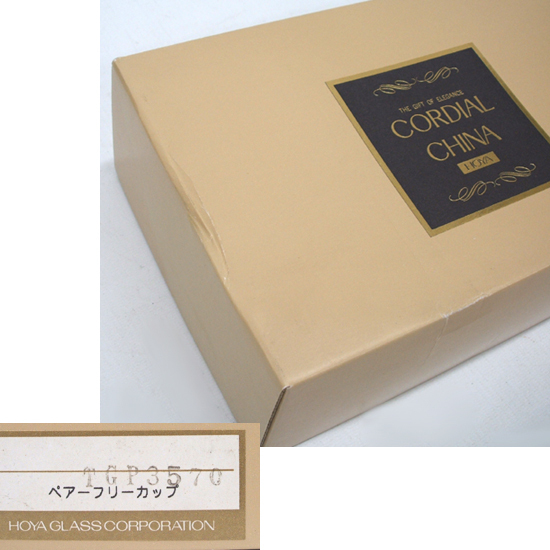 THE GIFT OF ELEGANCE
CORDIAL
CHINA
HOYA
TGP3570
ペアーフリーカップ
HOYA GLASS CORPORATION